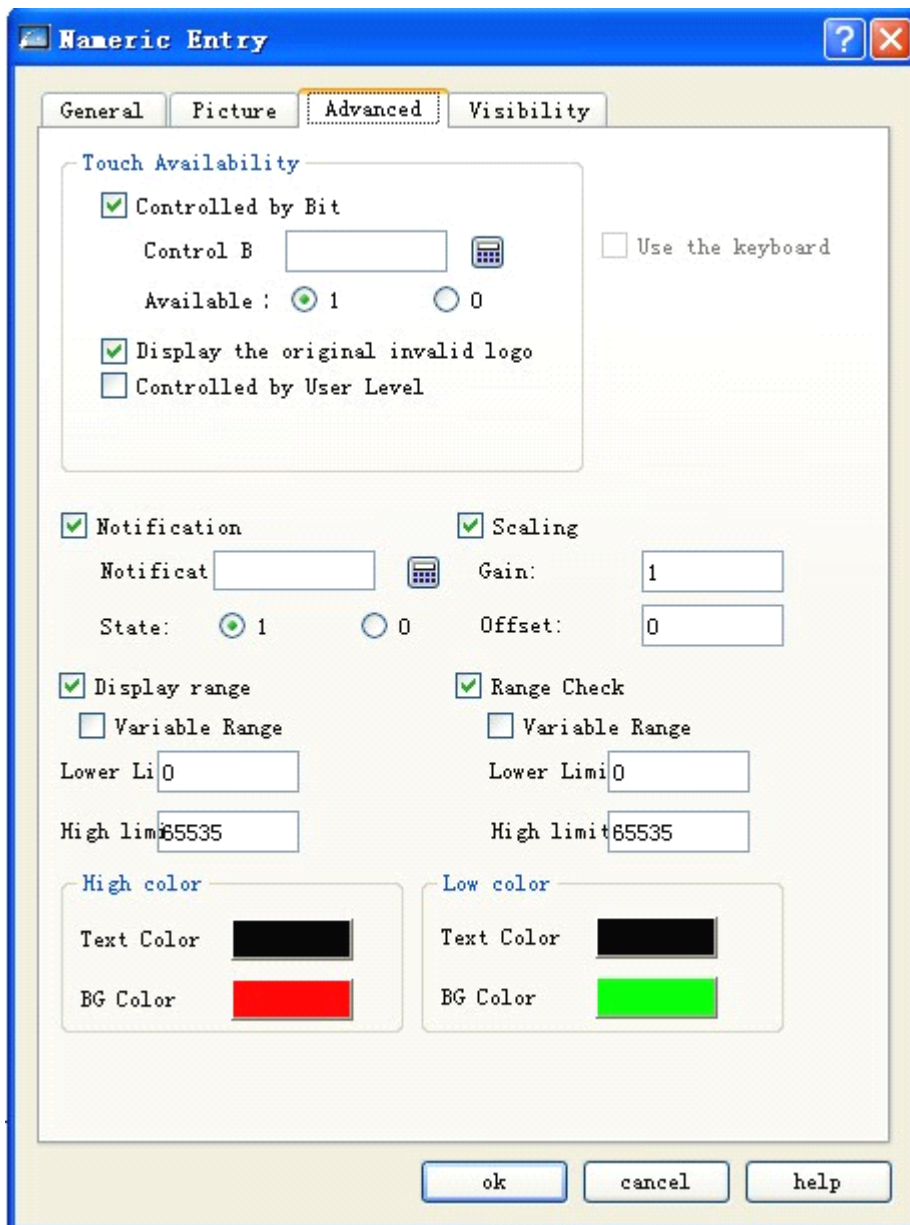 Nameric Entry
General Picture Advanced Visibility
Touch Availability
Controlled by Bit
Control B
Use the keyboard
Available : 1 0
Display the original invalid logo
Controlled by User Level
Notification Scaling
Notificat Gain: 1
State: 1 0 Offset: 0
Display range Range Check
Variable Range Variable Range
Lower Li 0 Lower Limi 0
High limi 65535 High limit 65535
High color Low color
Text Color Text Color
BG Color BG Color
ok cancel help